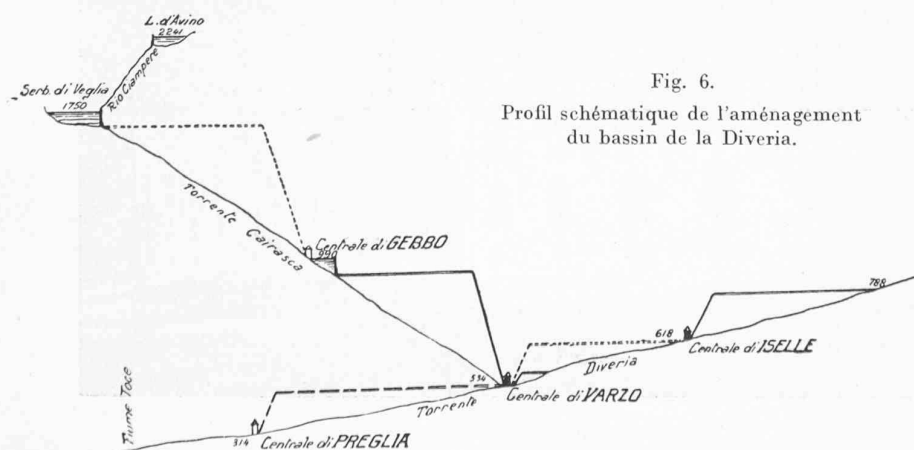 L. d'Avino
2241
Rio Ciampere
Serb. di Veglia
1750
Fig. 6.
Profil schématique de l'aménagement
du bassin de la Diveria.
Torrente Cairasca
Centrale di GEBBO
990
788
618
Centrale di ISELLE
Diveria
534
Centrale di VARZO
Torrente
Fiume Toce
314
Centrale di PREGLIA